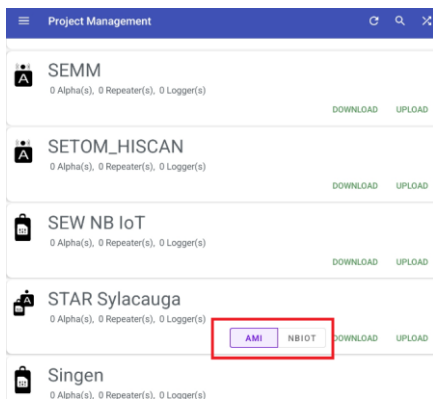 Project Management
SEMM
0 Alpha(s), 0 Repeater(s), 0 Logger(s)
DOWNLOAD UPLOAD
SETOM_HISCAN
0 Alpha(s), 0 Repeater(s), 0 Logger(s)
DOWNLOAD UPLOAD
SEW NB IoT
0 Alpha(s), 0 Repeater(s), 0 Logger(s)
DOWNLOAD UPLOAD
STAR Sylacauga
0 Alpha(s), 0 Repeater(s), 0 Logger(s)
AMI NBIOT DOWNLOAD UPLOAD
Singen
0 Alpha(s), 0 Repeater(s), 0 Logger(s)